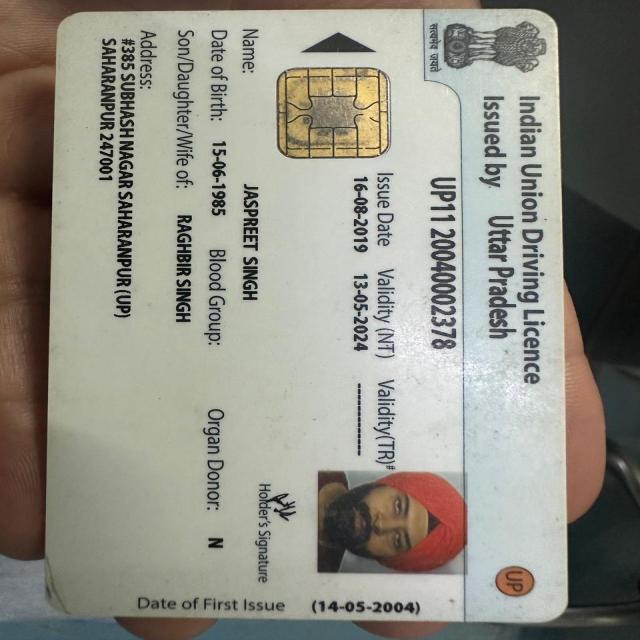 सत्यमेव जयते
Indian Union Driving Licence
Issued by Uttar Pradesh
UP
UP11 20040002378
Issue Date Validity (NT) Validity(TR)#
16-08-2019 13-05-2024 -----------
Holder's Signature
Name: JASPREET SINGH
Date of Birth: 15-06-1985 Blood Group: Organ Donor: N
Son/Daughter/Wife of: RAGHBIR SINGH
Address:
#385 SUBHASH NAGAR SAHARANPUR (UP)
SAHARANPUR 247001
Date of First Issue (14-05-2004)